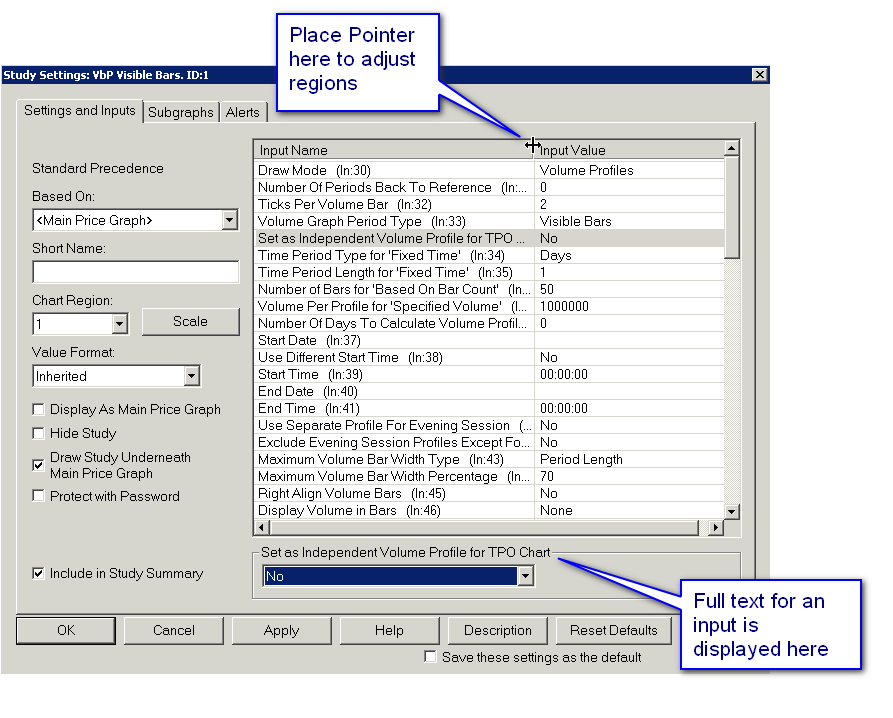 Place Pointer
here to adjust
regions
Study Settings: VbP Visible Bars. ID:1
Settings and Inputs
Subgraphs
Alerts
Standard Precedence
Based On:
<Main Price Graph>
Short Name:
Chart Region:
1
Scale
Value Format:
Inherited
Display As Main Price Graph
Hide Study
Draw Study Underneath
Main Price Graph
Protect with Password
Include in Study Summary
Input Name Input Value
Draw Mode (In:30) Volume Profiles
Number Of Periods Back To Reference (In:... 0
Ticks Per Volume Bar (In:32) 2
Volume Graph Period Type (In:33) Visible Bars
Set as Independent Volume Profile for TPO ... No
Time Period Type for 'Fixed Time' (In:34) Days
Time Period Length for 'Fixed Time' (In:35) 1
Number of Bars for 'Based On Bar Count' (In... 50
Volume Per Profile for 'Specified Volume' (I... 1000000
Number Of Days To Calculate Volume Profil... 0
Start Date (In:37)
Use Different Start Time (In:38) No
Start Time (In:39) 00:00:00
End Date (In:40)
End Time (In:41) 00:00:00
Use Separate Profile For Evening Session (... No
Exclude Evening Session Profiles Except Fo... No
Maximum Volume Bar Width Type (In:43) Period Length
Maximum Volume Bar Width Percentage (In... 70
Right Align Volume Bars (In:45) No
Display Volume in Bars (In:46) None
Set as Independent Volume Profile for TPO Chart
No
Full text for an
input is
displayed here
OK
Cancel
Apply
Help
Description
Reset Defaults
Save these settings as the default